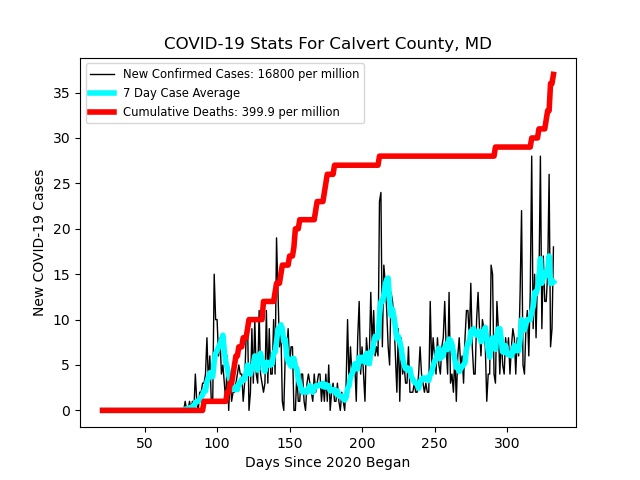 COVID-19 Stats For Calvert County, MD
New Confirmed Cases: 16800 per million
7 Day Case Average
Cumulative Deaths: 399.9 per million
New COVID-19 Cases
35
30
25
20
15
10
5
0
50 100 150 200 250 300
Days Since 2020 Began